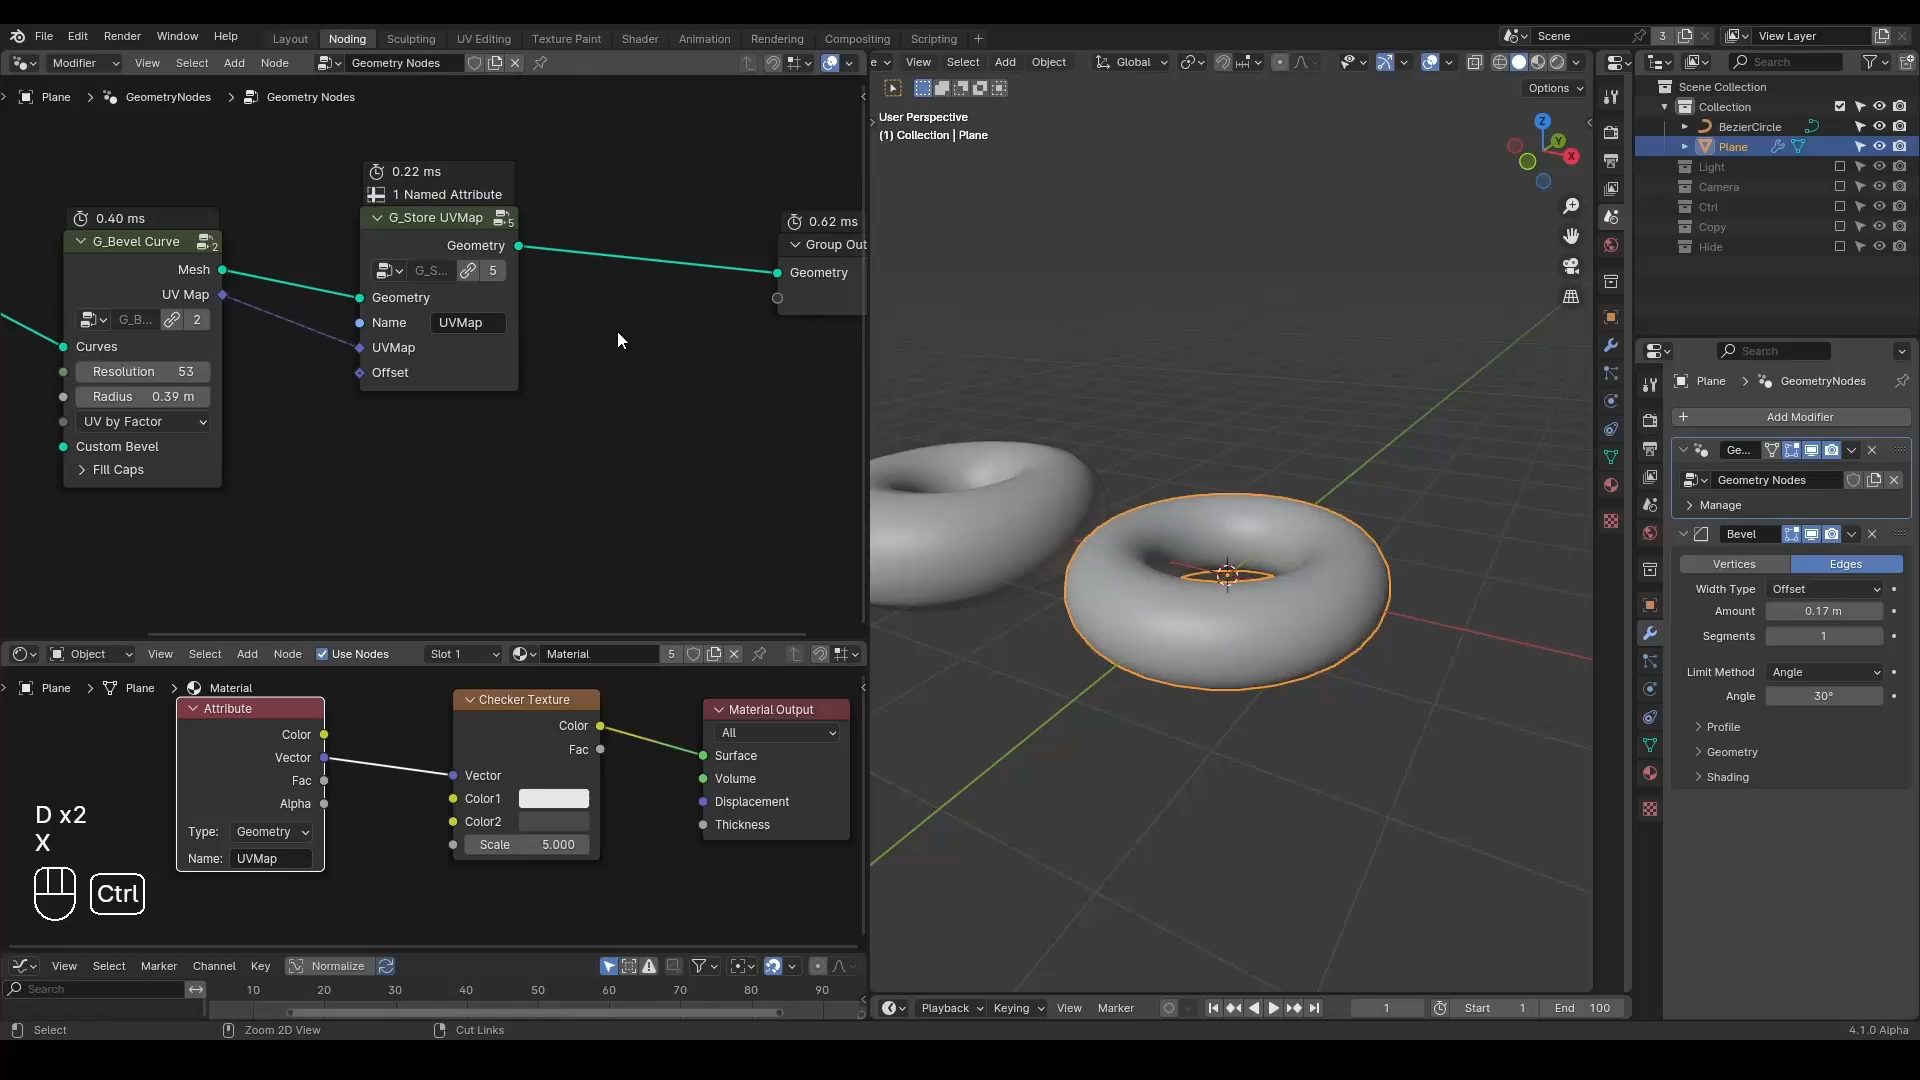 File Edit Render Window Help Layout Noding Sculpting UV Editing Texture Paint Shader Animation Rendering Compositing Scripting + Scene 3 View Layer
Modifier View Select Add Node Geometry Nodes
View Select Add Object Global
Search
Plane > GeometryNodes > Geometry Nodes
Options
User Perspective
(1) Collection | Plane
Z
Y
X
Scene Collection
Collection
BezierCircle
Plane
Light
Camera
Ctrl
Copy
Hide
0.22 ms
1 Named Attribute
G_Store UVMap 5
Geometry
G_S... 5
Geometry
Name UVMap
UVMap
Offset
0.40 ms
G_Bevel Curve 2
Mesh
UV Map
G_B... 2
Curves
Resolution 53
Radius 0.39 m
UV by Factor
Custom Bevel
> Fill Caps
0.62 ms
Group Out
Geometry
Search
Plane > GeometryNodes
+ Add Modifier
Ge...
Geometry Nodes
> Manage
Bevel
Vertices Edges
Width Type Offset
Amount 0.17 m
Segments 1
Limit Method Angle
Angle 30°
> Profile
> Geometry
> Shading
Object View Select Add Node Use Nodes Slot 1 Material 5
Plane > Plane > Material
Attribute
Color
Vector
Fac
Alpha
Type: Geometry
Name: UVMap
Checker Texture
Color
Fac
Vector
Color1
Color2
Scale 5.000
Material Output
All
Surface
Volume
Displacement
Thickness
D x2
X
Ctrl
View Select Marker Channel Key Normalize
Search
10 20 30 40 50 60 70 80 90
Playback Keying View Marker 1 Start 1 End 100
Select Zoom 2D View Cut Links 4.1.0 Alpha